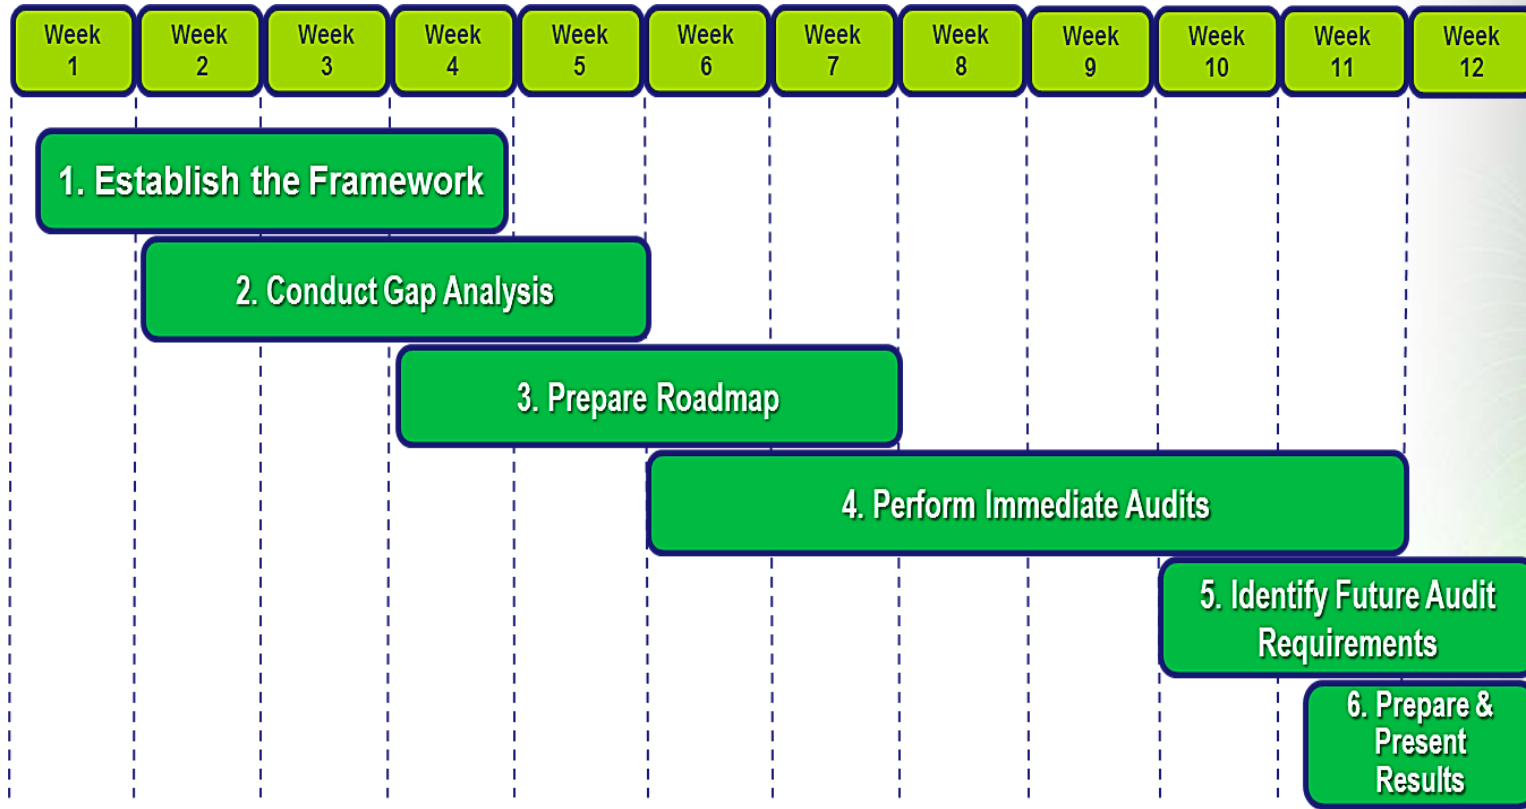 Week
1
Week
2
Week
3
Week
4
Week
5
Week
6
Week
7
Week
8
Week
9
Week
10
Week
11
Week
12
1. Establish the Framework
2. Conduct Gap Analysis
3. Prepare Roadmap
4. Perform Immediate Audits
5. Identify Future Audit
Requirements
6. Prepare &
Present
Results